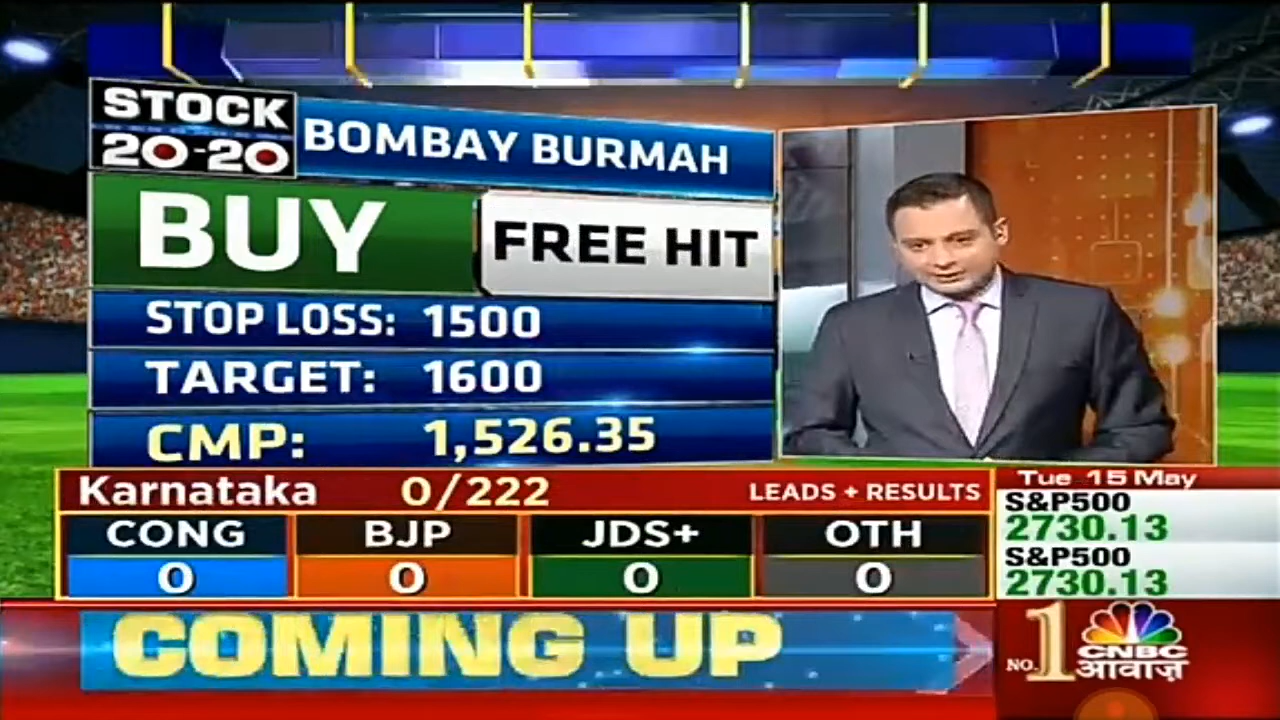 STOCK
20-20
BOMBAY BURMAH
BUY
FREE HIT
STOP LOSS: 1500
TARGET: 1600
CMP: 1,526.35
Karnataka 0/222 LEADS + RESULTS
CONG BJP JDS+ OTH
0 0 0 0
Tue 15 May
S&P500
2730.13
S&P500
2730.13
COMING UP
NO.1 CNBC
आवाज़